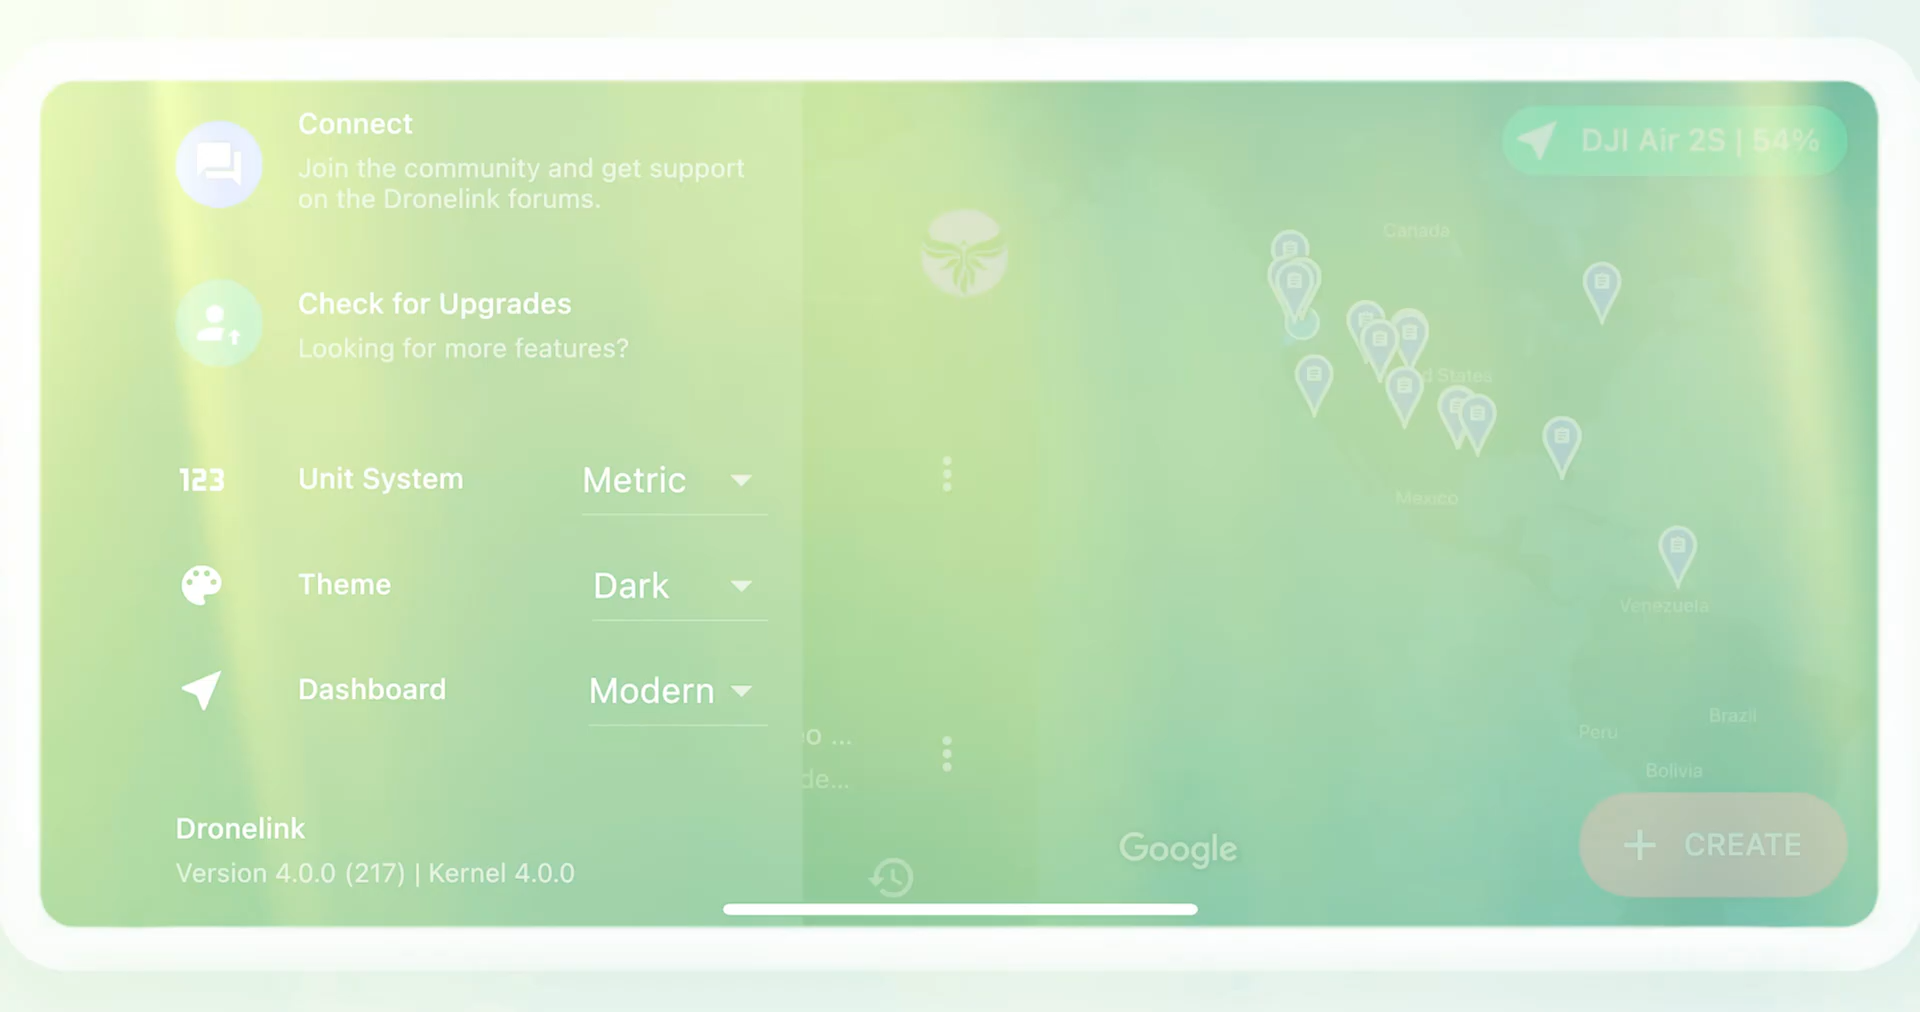 Connect
Join the community and get support
on the Dronelink forums.
Check for Upgrades
Looking for more features?
123
Unit System
Metric
Theme
Dark
Dashboard
Modern
Dronelink
Version 4.0.0 (217) | Kernel 4.0.0
...
de...
DJI Air 2S | 54%
Canada
States
Mexico
Venezuela
Brazil
Peru
Bolivia
Google
+ CREATE